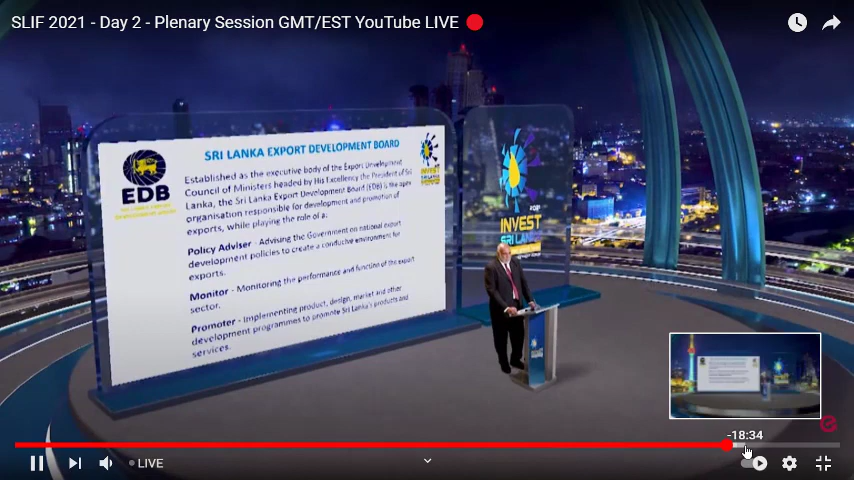 SLIF 2021 - Day 2 - Plenary Session GMT/EST YouTube LIVE
SRI LANKA EXPORT DEVELOPMENT BOARD
EDB
Established as the executive body of the Export Development
Council of Ministers headed by His Excellency the President of Sri
Lanka, the Sri Lanka Export Development Board (EDB) is the apex
organisation responsible for development and promotion of
exports, while playing the role of a:
Policy Adviser - Advising the Government on national export
development policies to create a conducive environment for
exports.
Monitor - Monitoring the performance and function of the export
sector.
Promoter - Implementing product, design, market and other
development programmes to promote Sri Lanka's products and
services.
INVEST
SRI LANKA
-18:34
LIVE